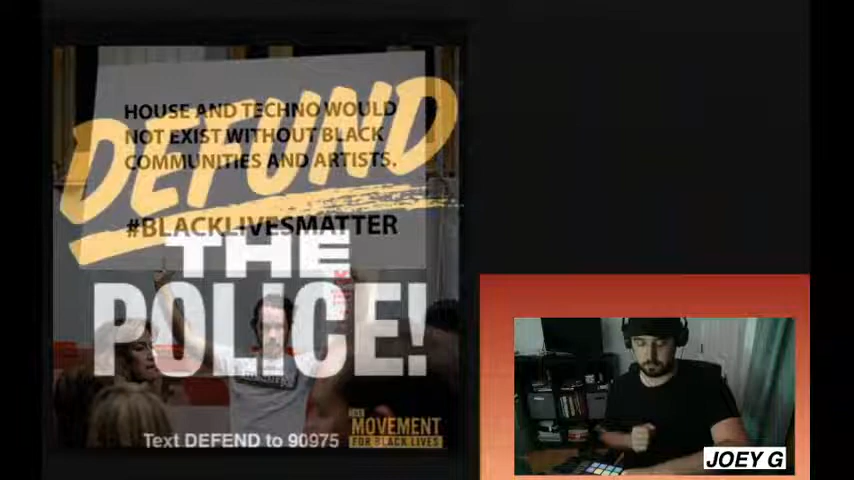 HOUSE AND TECHNO WOULD
NOT EXIST WITHOUT BLACK
COMMUNITIES AND ARTISTS.
#BLACKLIVESMATTER
DEFUND
THE
POLICE!
Text DEFEND to 90975
MOVEMENT
FOR BLACK LIVES
JOEY G